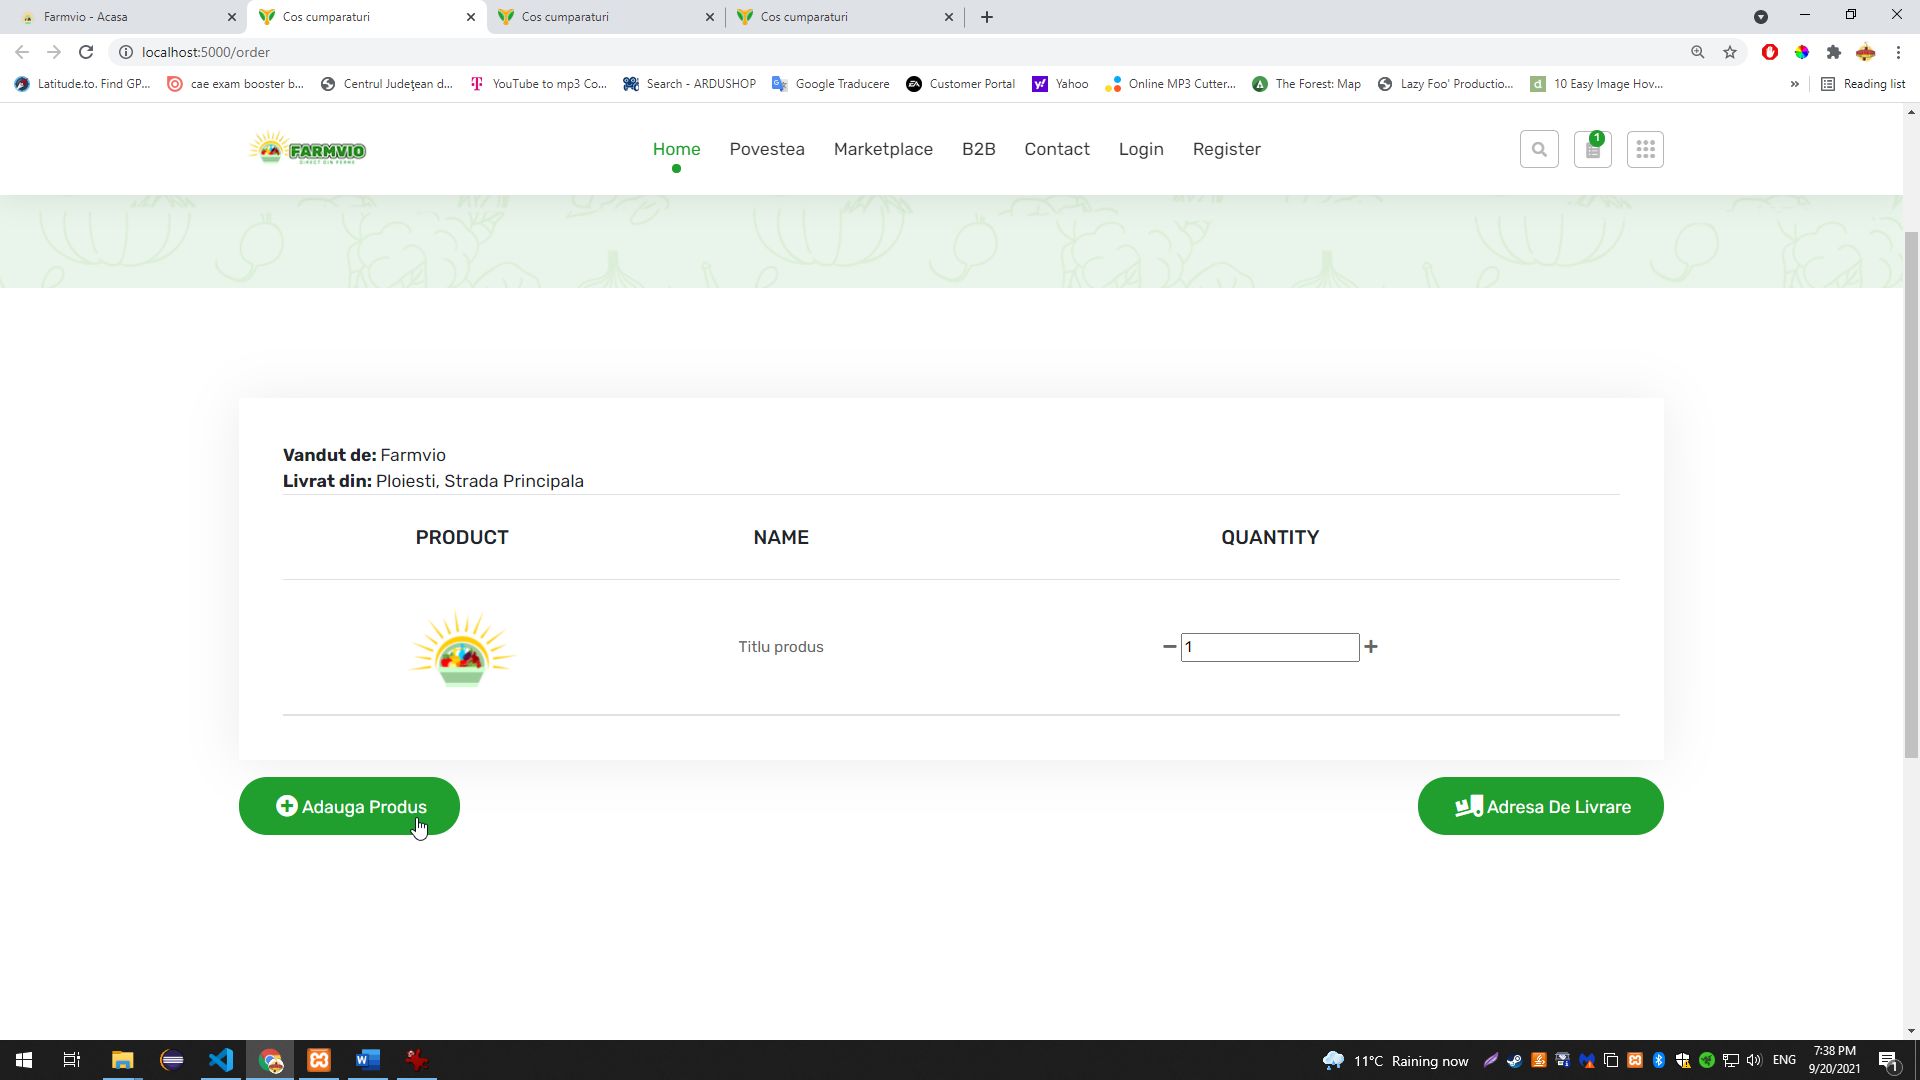 Farmvio - Acasa
Cos cumparaturi
Cos cumparaturi
Cos cumparaturi
localhost:5000/order
Latitude.to. Find GP...
cae exam booster b...
Centrul Județean d...
YouTube to mp3 Co...
Search - ARDUSHOP
Google Traducere
Customer Portal
Yahoo
Online MP3 Cutter...
The Forest: Map
Lazy Foo' Productio...
10 Easy Image Hov...
»
Reading list
FARMVIO
DIRECT DIN FERME
Home
Povestea
Marketplace
B2B
Contact
Login
Register
1
Vandut de: Farmvio
Livrat din: Ploiesti, Strada Principala
PRODUCT NAME QUANTITY
Titlu produs
1
Adauga Produs
Adresa De Livrare
11°C Raining now
ENG
7:38 PM
9/20/2021
1